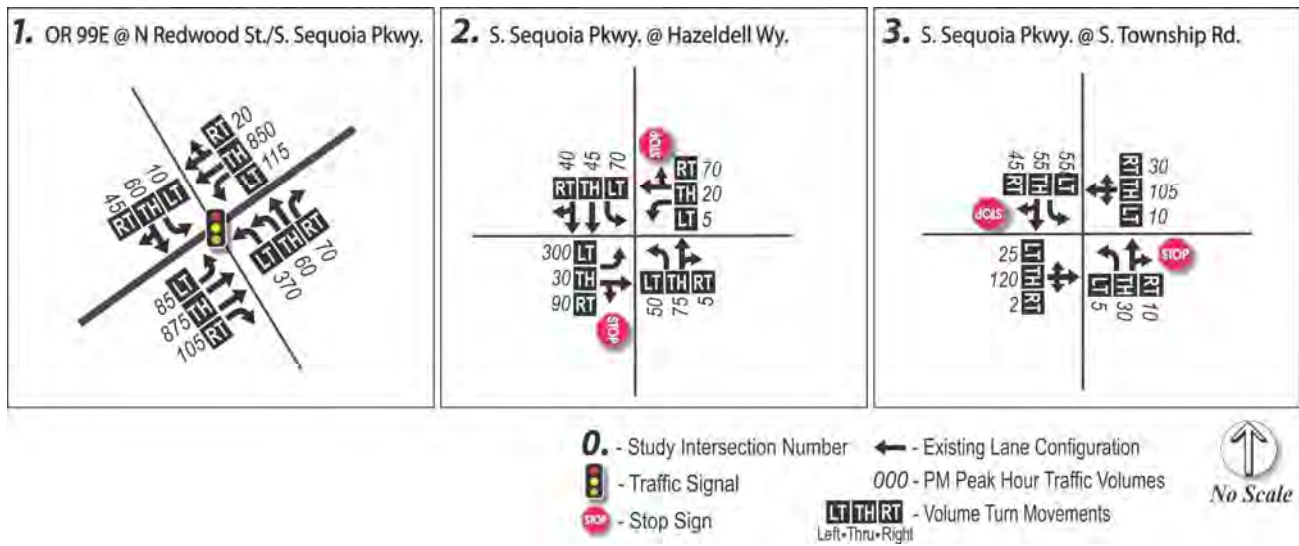 1. OR 99E @ N Redwood St./S. Sequoia Pkwy.
RT 20
TH 850
LT 115
10 LT
60 TH
45 RT
LT TH RT
370 60 70
85 LT
875 TH
105 RT
2. S. Sequoia Pkwy. @ Hazeldell Wy.
STOP
40 45 70
RT TH LT
RT 70
TH 20
LT 5
300 LT
30 TH
90 RT
LT TH RT
50 75 5
STOP
3. S. Sequoia Pkwy. @ S. Township Rd.
45 55 55
RT TH LT
STOP
RT 30
TH 105
LT 10
25 LT
120 TH
2 RT
STOP
LT TH RT
5 30 10
0. - Study Intersection Number
- Traffic Signal
STOP - Stop Sign
- Existing Lane Configuration
000 - PM Peak Hour Traffic Volumes
LT TH RT - Volume Turn Movements
Left•Thru•Right
No Scale